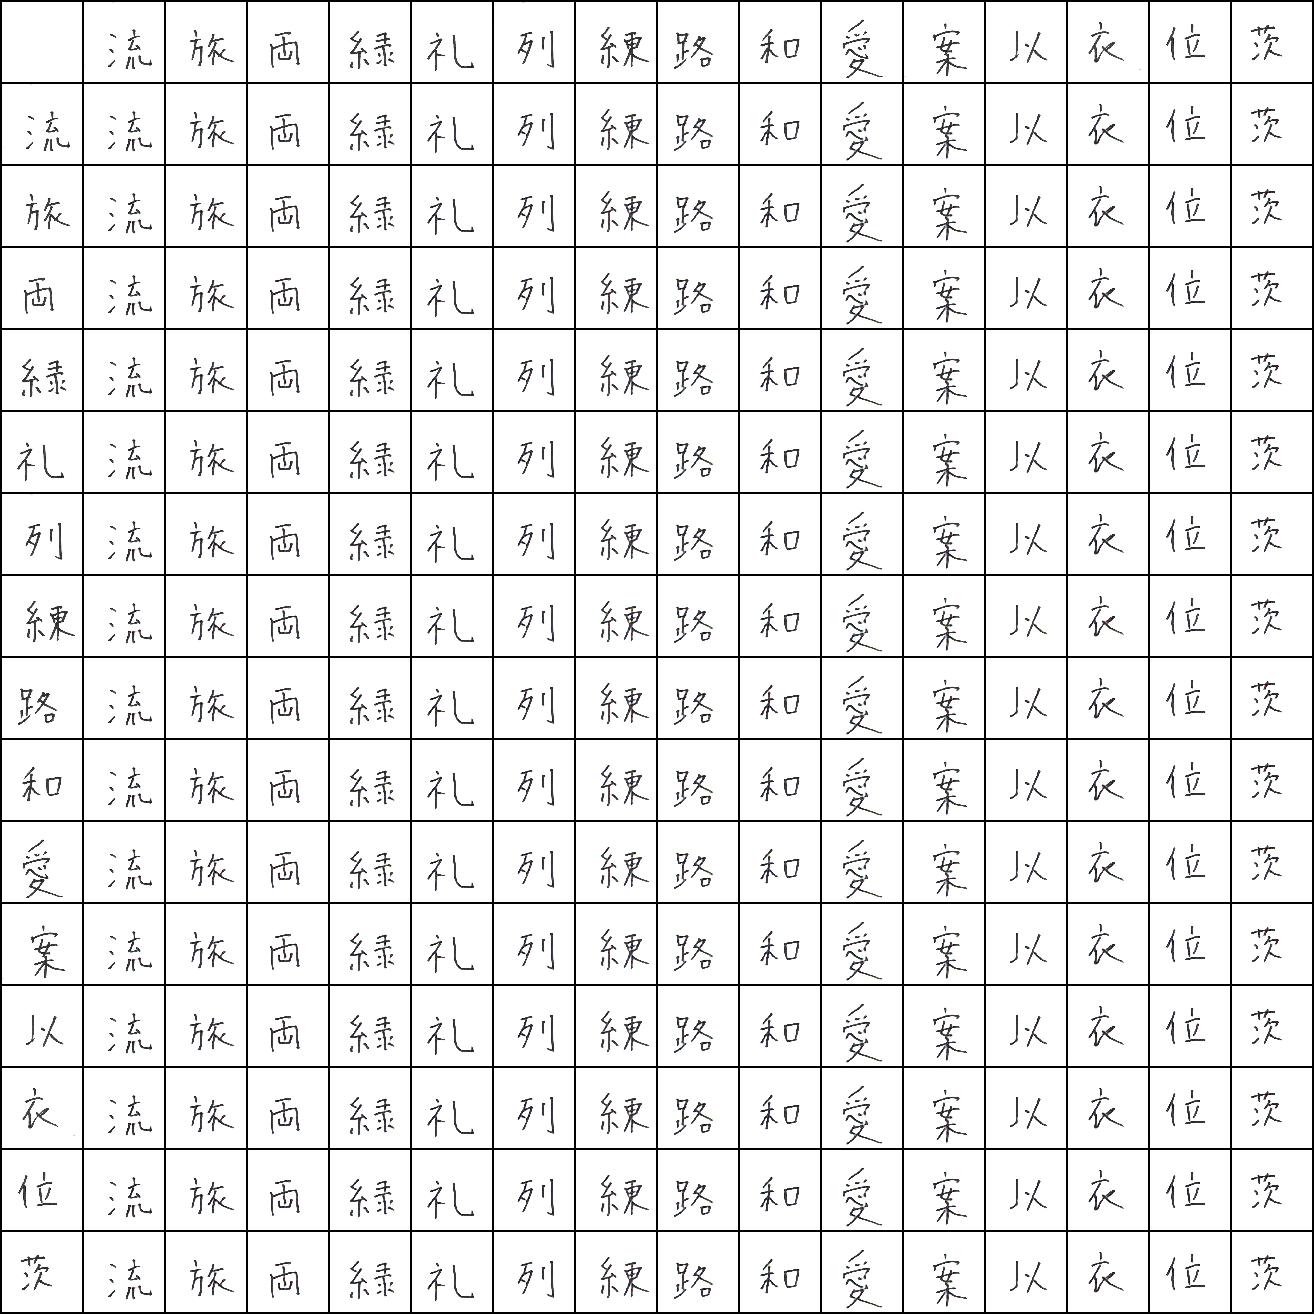 流 旅 両 緑 礼 列 練 路 和 愛 案 以 衣 位 茨
流 流 旅 両 緑 礼 列 練 路 和 愛 案 以 衣 位 茨
旅 流 旅 両 緑 礼 列 練 路 和 愛 案 以 衣 位 茨
両 流 旅 両 緑 礼 列 練 路 和 愛 案 以 衣 位 茨
緑 流 旅 両 緑 礼 列 練 路 和 愛 案 以 衣 位 茨
礼 流 旅 両 緑 礼 列 練 路 和 愛 案 以 衣 位 茨
列 流 旅 両 緑 礼 列 練 路 和 愛 案 以 衣 位 茨
練 流 旅 両 緑 礼 列 練 路 和 愛 案 以 衣 位 茨
路 流 旅 両 緑 礼 列 練 路 和 愛 案 以 衣 位 茨
和 流 旅 両 緑 礼 列 練 路 和 愛 案 以 衣 位 茨
愛 流 旅 両 緑 礼 列 練 路 和 愛 案 以 衣 位 茨
案 流 旅 両 緑 礼 列 練 路 和 愛 案 以 衣 位 茨
以 流 旅 両 緑 礼 列 練 路 和 愛 案 以 衣 位 茨
衣 流 旅 両 緑 礼 列 練 路 和 愛 案 以 衣 位 茨
位 流 旅 両 緑 礼 列 練 路 和 愛 案 以 衣 位 茨
茨 流 旅 両 緑 礼 列 練 路 和 愛 案 以 衣 位 茨